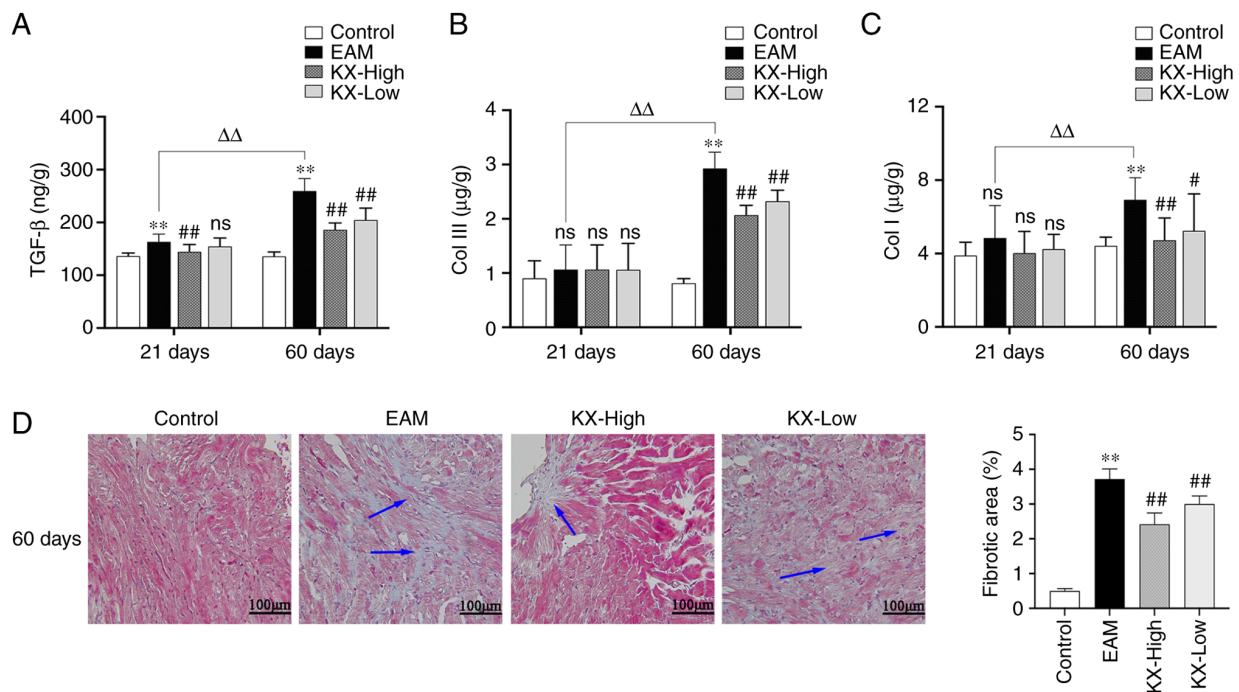 A
Control
EAM
KX-High
KX-Low
TGF-β (ng/g)
400
300
200
100
0
ΔΔ
**
##
ns
**
##
##
21 days
60 days
B
Control
EAM
KX-High
KX-Low
Col III (μg/g)
4
3
2
1
0
ΔΔ
ns
ns
ns
**
##
##
21 days
60 days
C
Control
EAM
KX-High
KX-Low
Col I (μg/g)
12
8
4
0
ΔΔ
ns
ns
ns
**
##
#
21 days
60 days
D
Control
EAM
KX-High
KX-Low
60 days
100μm
100μm
100μm
100μm
Fibrotic area (%)
5
4
3
2
1
0
**
##
##
Control
EAM
KX-High
KX-Low